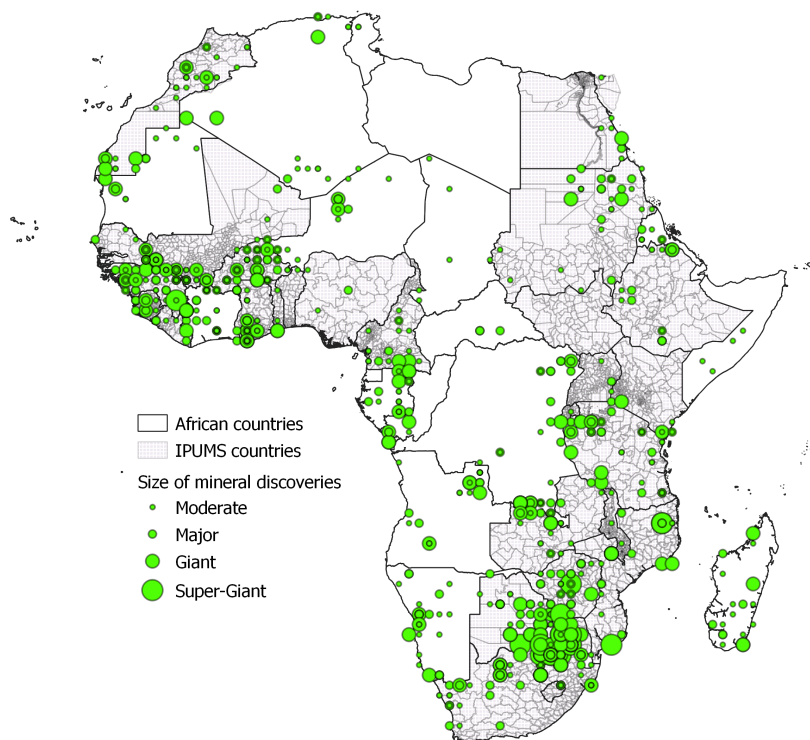 African countries
IPUMS countries
Size of mineral discoveries
Moderate
Major
Giant
Super-Giant